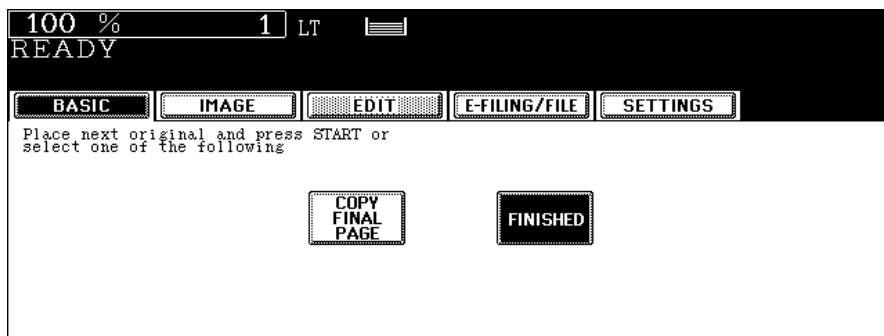 100 % 1 LT
READY
BASIC IMAGE EDIT E-FILING/FILE SETTINGS
Place next original and press START or
select one of the following
COPY
FINAL
PAGE
FINISHED